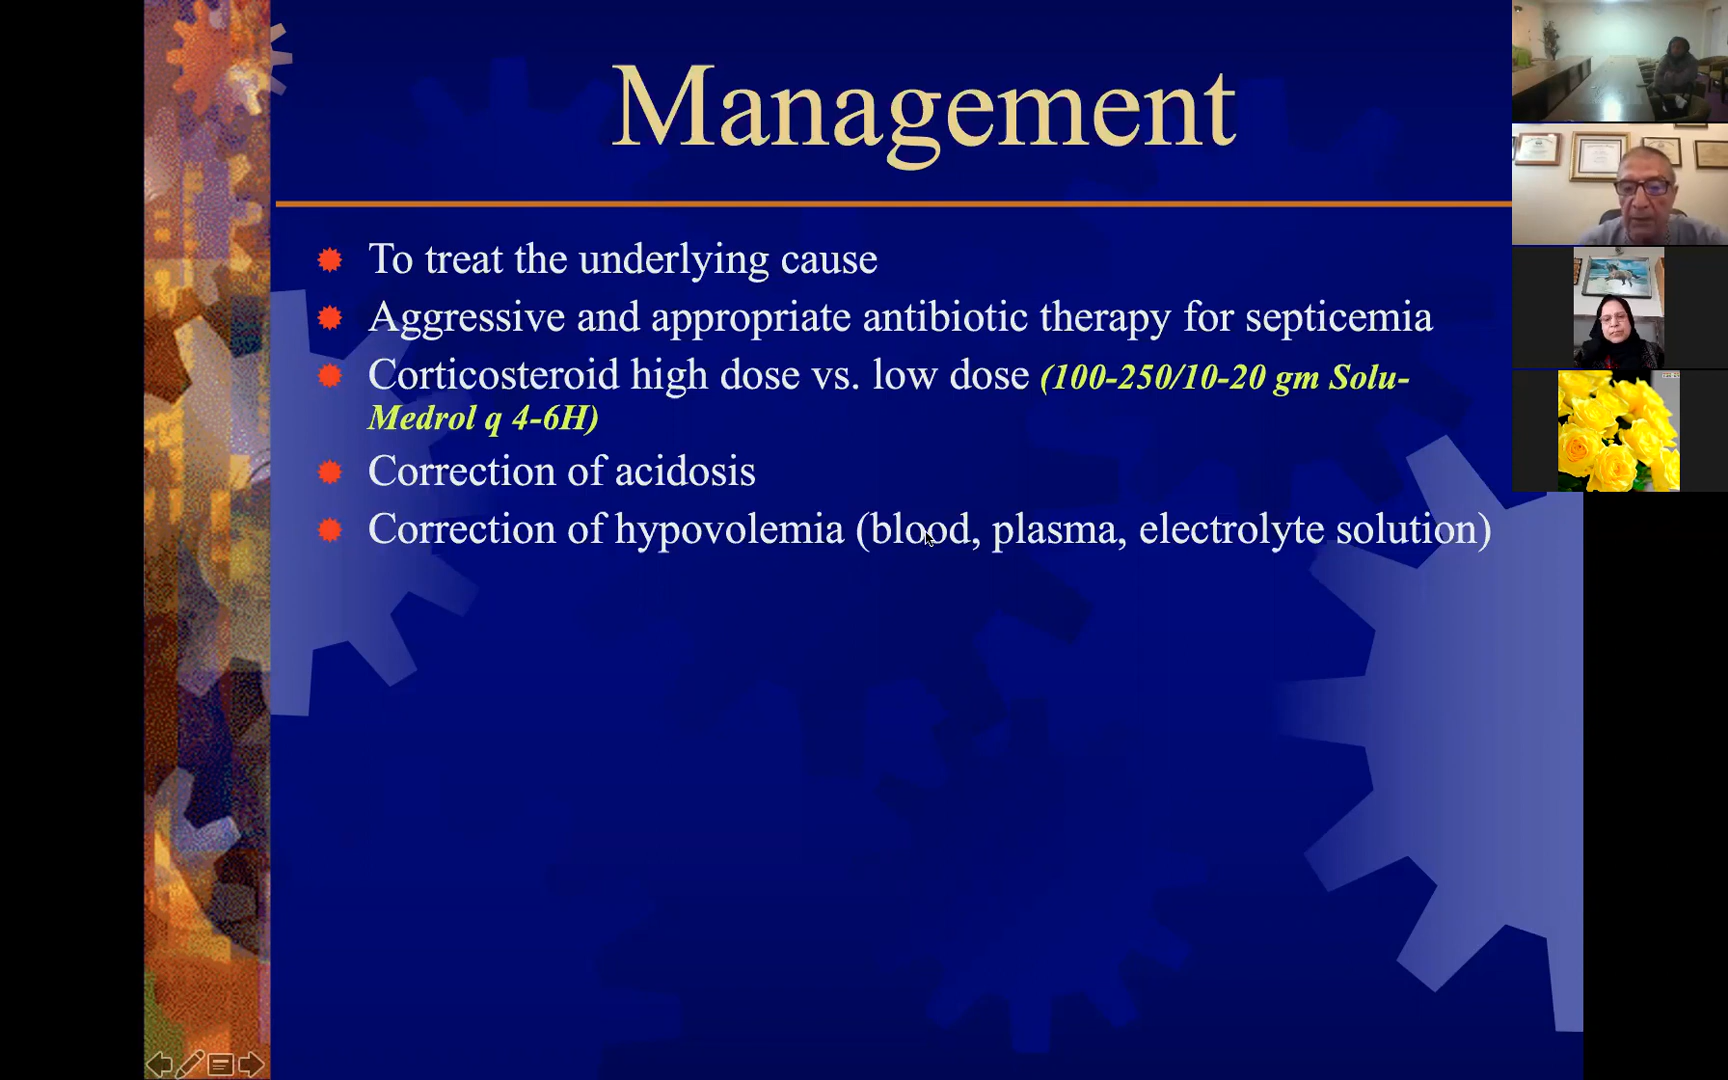 Management
To treat the underlying cause
Aggressive and appropriate antibiotic therapy for septicemia
Corticosteroid high dose vs. low dose (100-250/10-20 gm Solu-
Medrol q 4-6H)
Correction of acidosis
Correction of hypovolemia (blood, plasma, electrolyte solution)